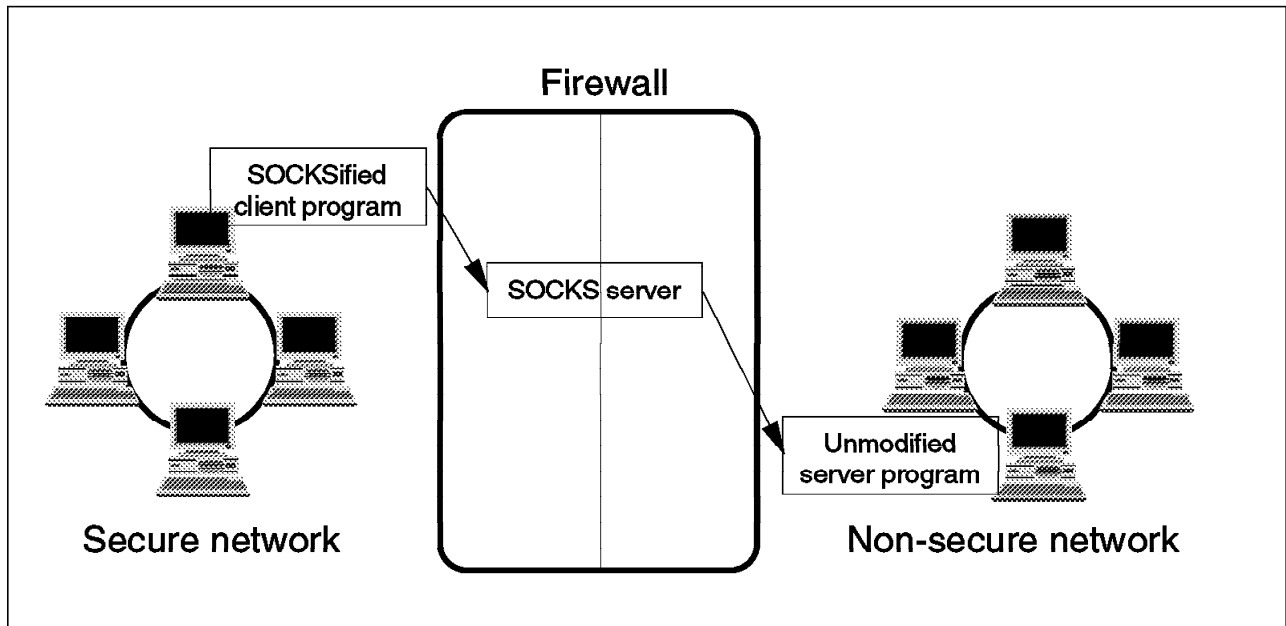 Firewall
SOCKSified
client program
SOCKS server
Unmodified
server program
Secure network
Non-secure network